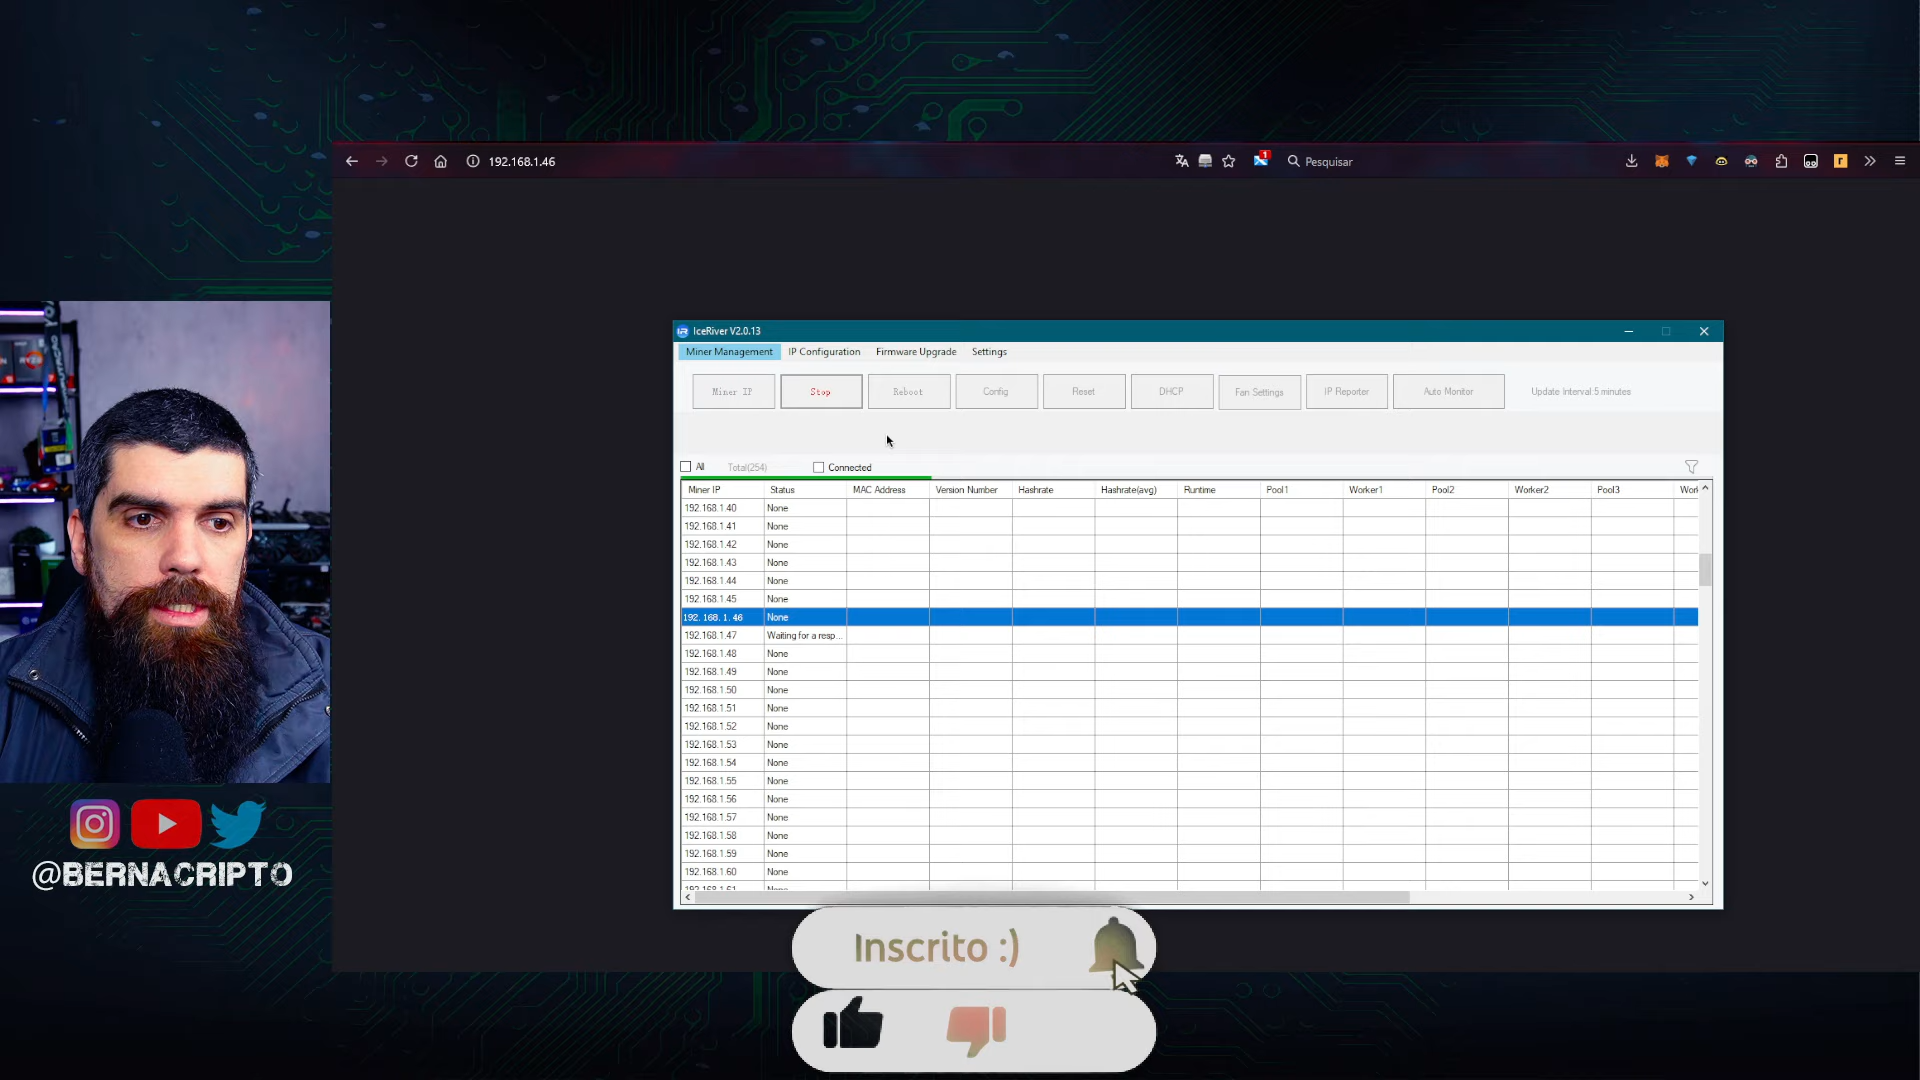 192.168.1.46
1
Pesquisar
IceRiver V2.0.13
Miner Management IP Configuration Firmware Upgrade Settings
Miner IP Stop Reboot Config Reset DHCP Fan Settings IP Reporter Auto Monitor Update Interval:5 minutes
All Total(254) Connected
Miner IP Status MAC Address Version Number Hashrate Hashrate(avg) Runtime Pool1 Worker1 Pool2 Worker2 Pool3 Work
192.168.1.40 None
192.168.1.41 None
192.168.1.42 None
192.168.1.43 None
192.168.1.44 None
192.168.1.45 None
192.168.1.46 None
192.168.1.47 Waiting for a resp...
192.168.1.48 None
192.168.1.49 None
192.168.1.50 None
192.168.1.51 None
192.168.1.52 None
192.168.1.53 None
192.168.1.54 None
192.168.1.55 None
192.168.1.56 None
192.168.1.57 None
192.168.1.58 None
192.168.1.59 None
192.168.1.60 None
192.168.1.61 None
@BERNACRIPTO
Inscrito :)